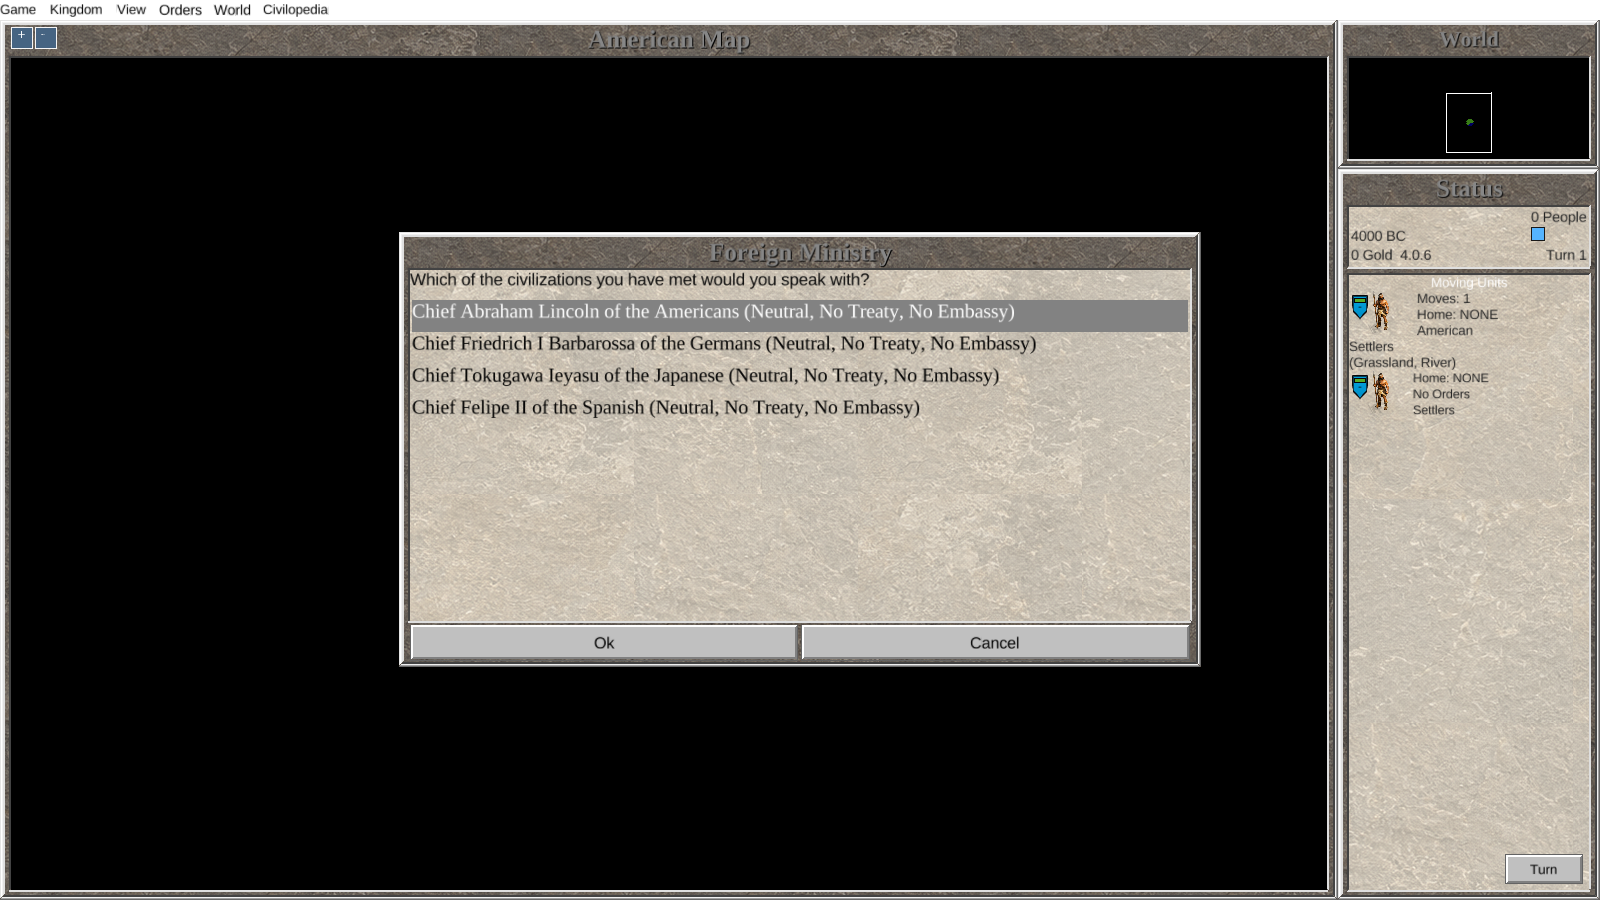 Game Kingdom View Orders World Civilopedia
+ -
American Map
World
Foreign Ministry
Which of the civilizations you have met would you speak with?
Chief Abraham Lincoln of the Americans (Neutral, No Treaty, No Embassy)
Chief Friedrich I Barbarossa of the Germans (Neutral, No Treaty, No Embassy)
Chief Tokugawa Ieyasu of the Japanese (Neutral, No Treaty, No Embassy)
Chief Felipe II of the Spanish (Neutral, No Treaty, No Embassy)
Ok Cancel
Status
0 People
4000 BC
0 Gold 4.0.6 Turn 1
Moving Units
Moves: 1
Home: NONE
American
Settlers
(Grassland, River)
Home: NONE
No Orders
Settlers
Turn